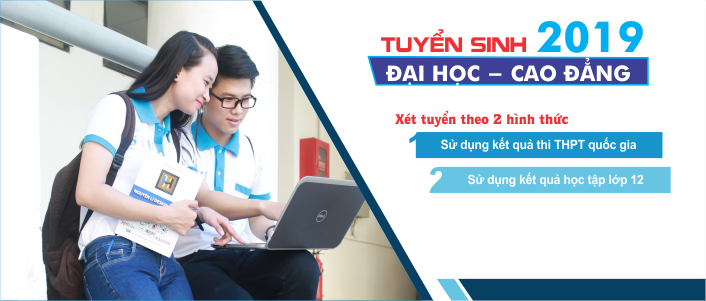 TUYỂN SINH 2019
ĐẠI HỌC – CAO ĐẲNG
Xét tuyển theo 2 hình thức
1 Sử dụng kết quả thi THPT quốc gia
2 Sử dụng kết quả học tập lớp 12
DELL